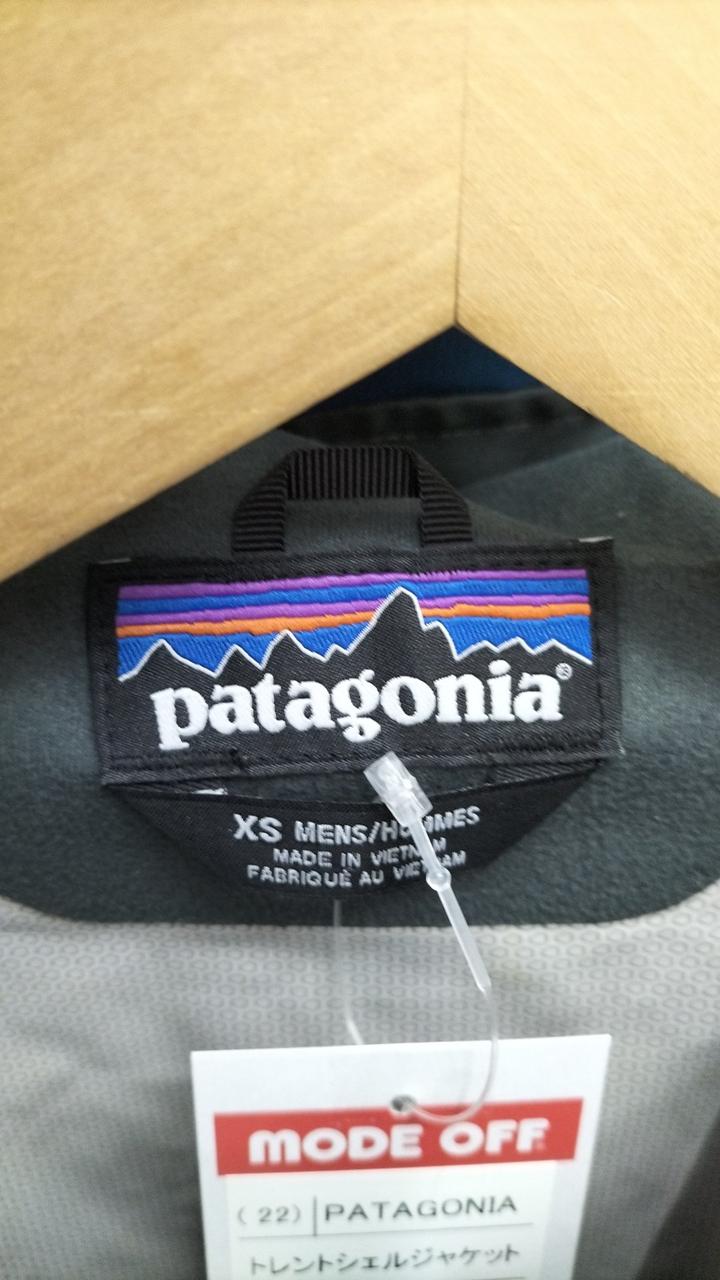 patagonia®
XS MENS/HOMMES
MADE IN VIETNAM
FABRIQUÉ AU VIETNAM
MODE OFF
(22) PATAGONIA
トレントシェルジャケット